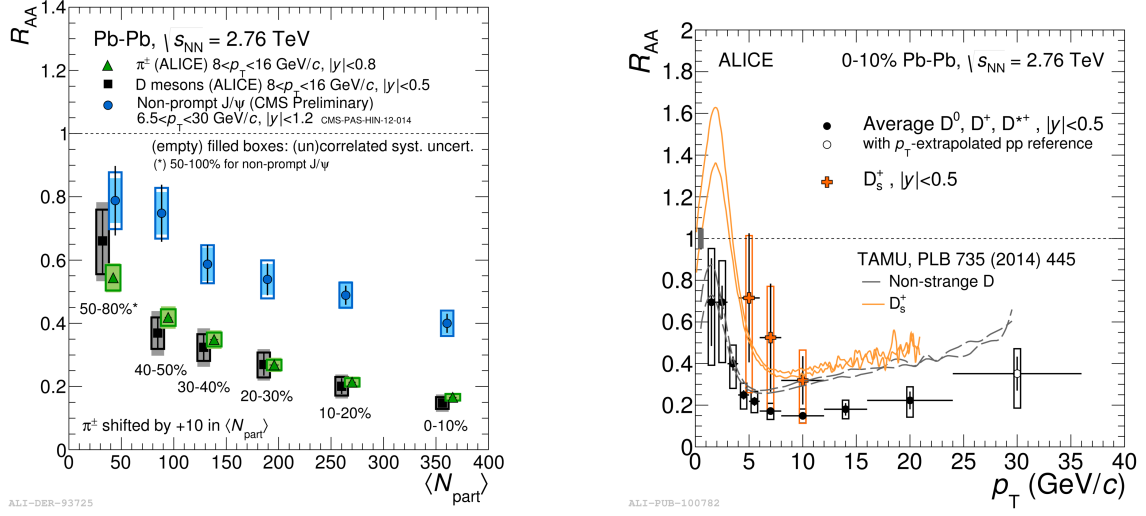 1.4
1.2
1
0.8
0.6
0.4
0.2
0
R_AA
Pb-Pb, √s_NN = 2.76 TeV
π± (ALICE) 8<p_T<16 GeV/c, |y|<0.8
D mesons (ALICE) 8<p_T<16 GeV/c, |y|<0.5
Non-prompt J/ψ (CMS Preliminary)
6.5<p_T<30 GeV/c, |y|<1.2 CMS-PAS-HIN-12-014
(empty) filled boxes: (un)correlated syst. uncert.
(*) 50-100% for non-prompt J/ψ
50-80%*
40-50%
30-40%
20-30%
10-20%
0-10%
π± shifted by +10 in ⟨N_part⟩
0 50 100 150 200 250 300 350 400
⟨N_part⟩
ALI-DER-93725
2
1.8
1.6
1.4
1.2
1
0.8
0.6
0.4
0.2
0
R_AA
ALICE
0-10% Pb-Pb, √s_NN = 2.76 TeV
Average D⁰, D⁺, D*⁺, |y|<0.5
with p_T-extrapolated pp reference
D_s⁺, |y|<0.5
TAMU, PLB 735 (2014) 445
Non-strange D
D_s⁺
0 5 10 15 20 25 30 35 40
p_T (GeV/c)
ALI-PUB-100782